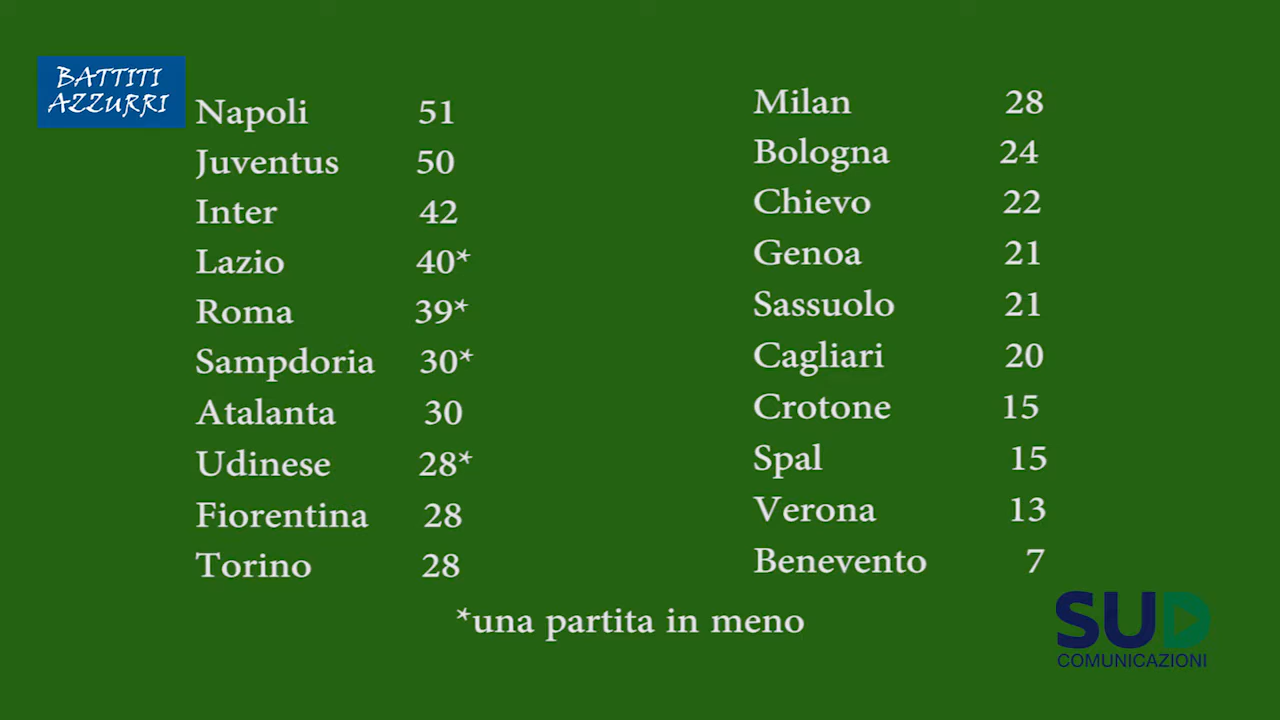 BATTITI
AZZURRI
Napoli 51
Juventus 50
Inter 42
Lazio 40*
Roma 39*
Sampdoria 30*
Atalanta 30
Udinese 28*
Fiorentina 28
Torino 28
Milan 28
Bologna 24
Chievo 22
Genoa 21
Sassuolo 21
Cagliari 20
Crotone 15
Spal 15
Verona 13
Benevento 7
*una partita in meno
SUD
COMUNICAZIONI